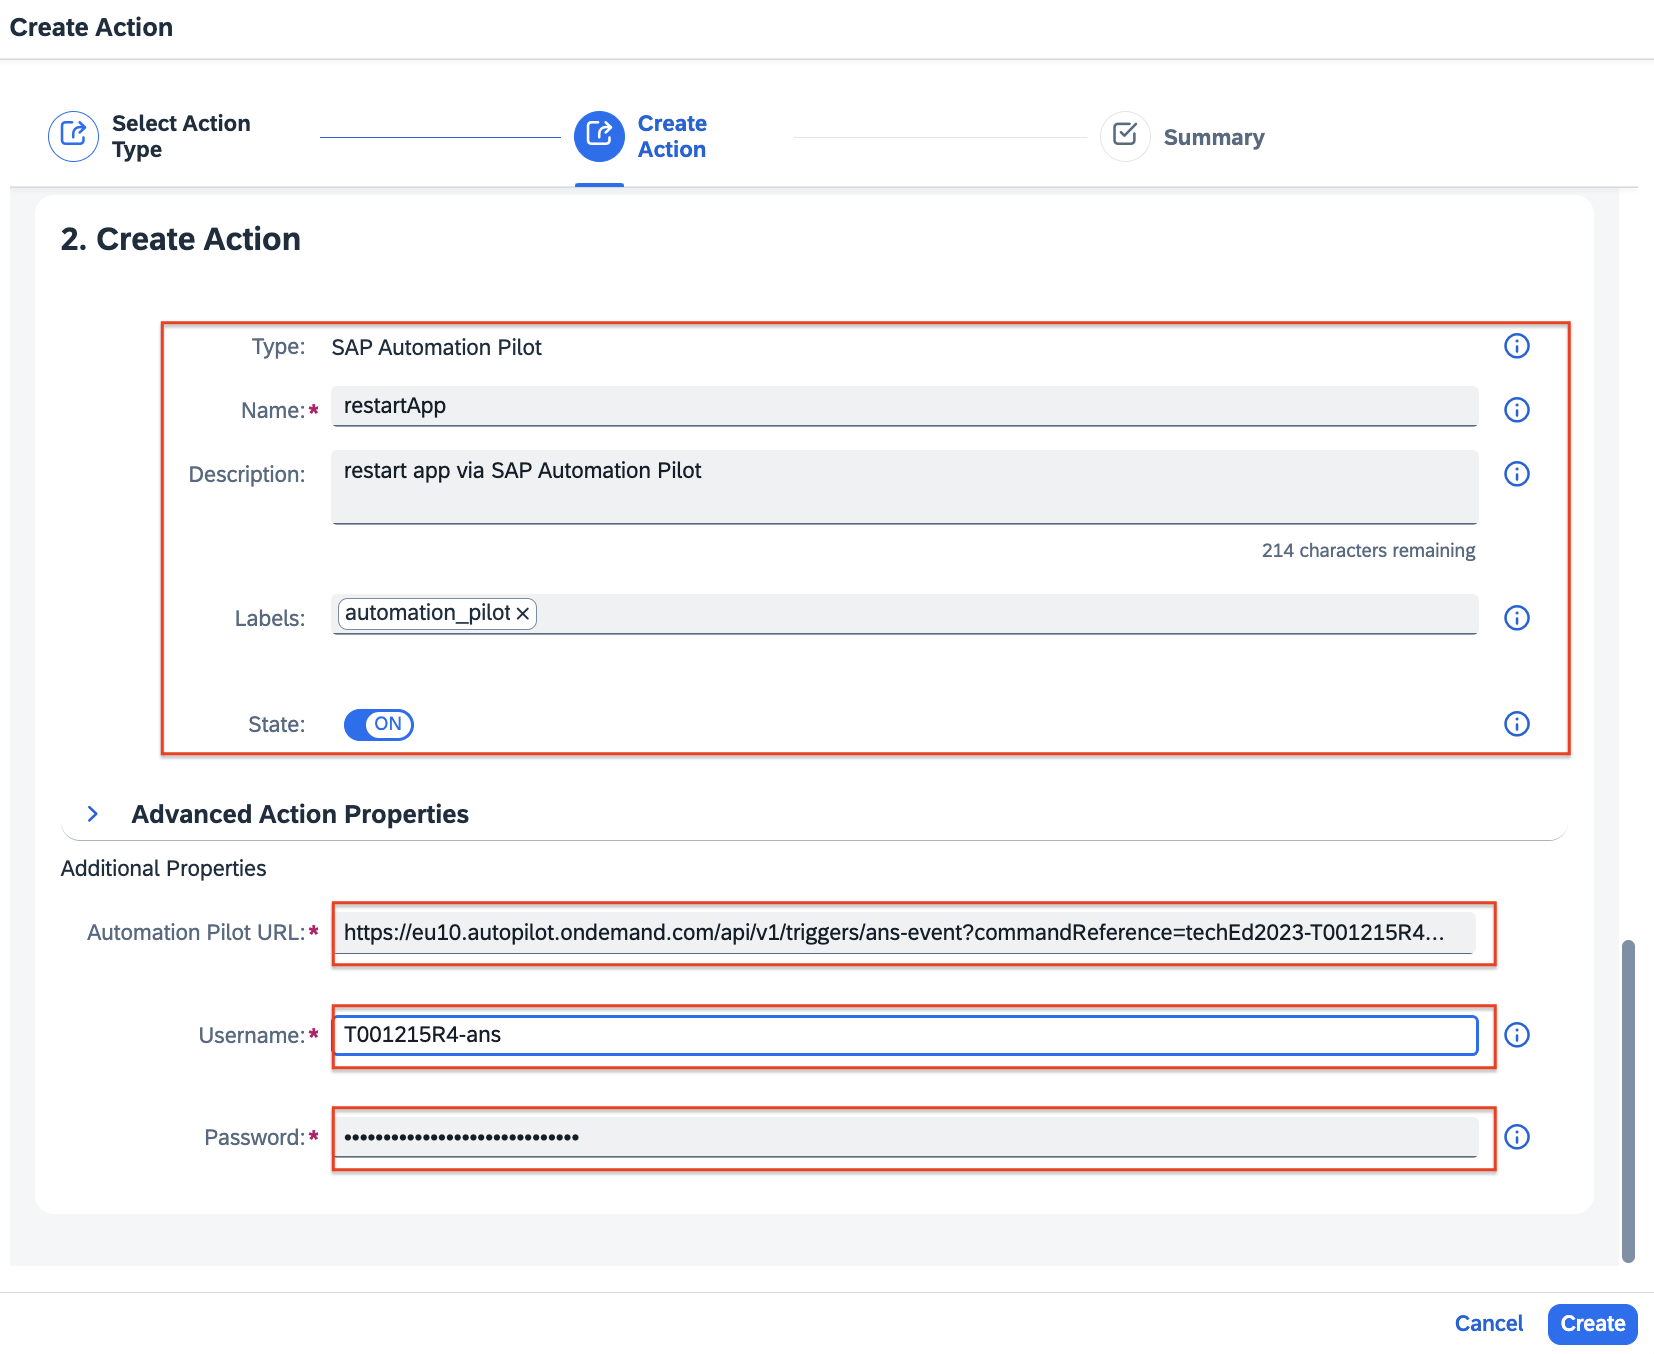 Create Action
Select Action
Type
Create
Action
Summary
2. Create Action
Type: SAP Automation Pilot
Name:* restartApp
Description: restart app via SAP Automation Pilot
214 characters remaining
Labels: automation_pilot
State: ON
Advanced Action Properties
Additional Properties
Automation Pilot URL:* https://eu10.autopilot.ondemand.com/api/v1/triggers/ans-event?commandReference=techEd2023-T001215R4...
Username:* T001215R4-ans
Password:* ••••••••••••••••••••••••••••••
Cancel Create